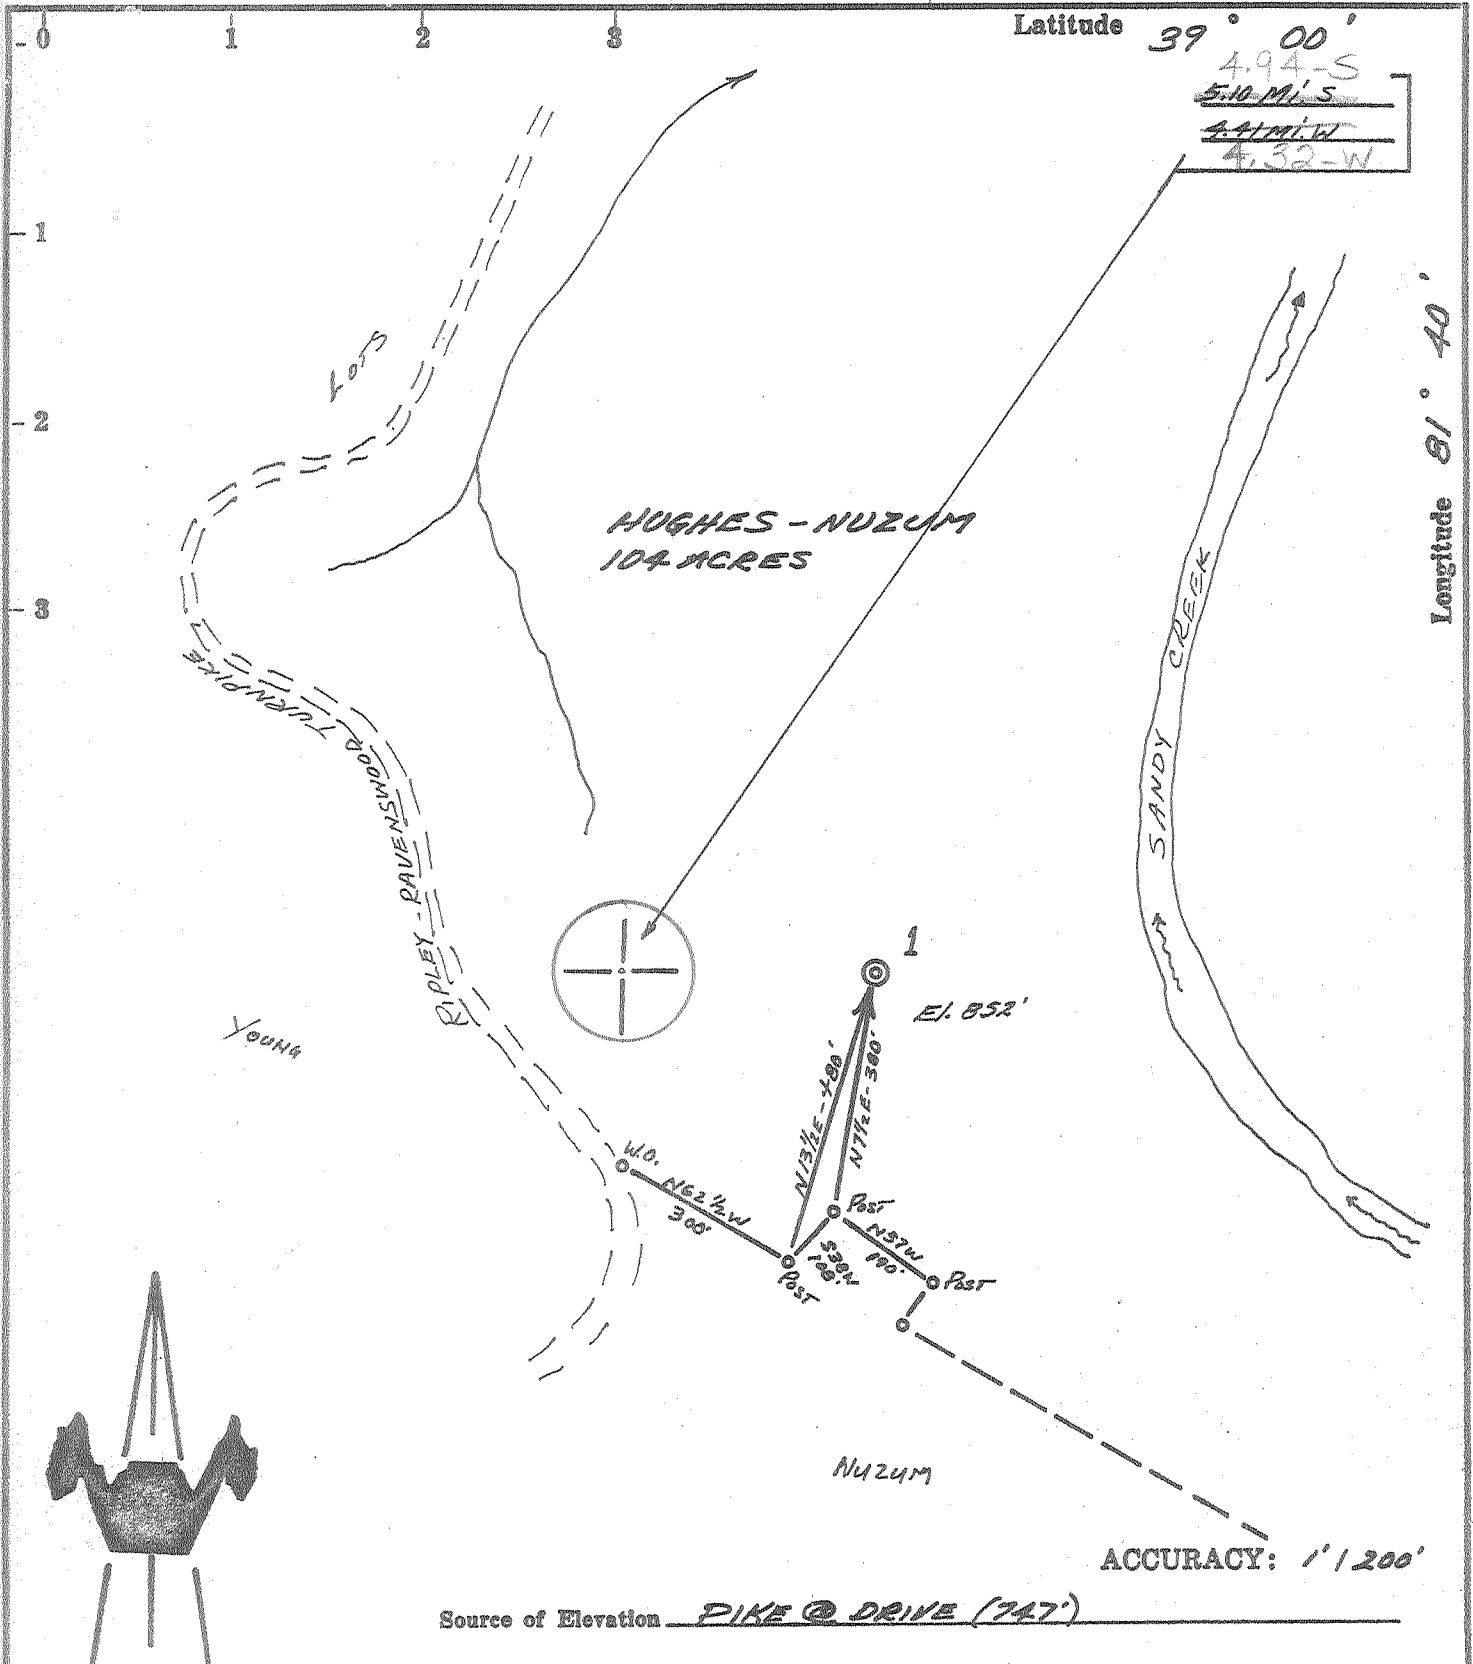 0 1 2 3
Latitude 39° 00'
4.94-S
5.10 Mi. S
4.41 Mi. W
4.32-W
1
LOTS
Longitude 81° 40'
2
HUGHES - NUZUM
104 ACRES
3
SANDY CREEK
RIPLEY - RAVENSWOOD TURNPIKE
1
El. 852'
YOUNG
N13½E-480'
N7½E-380'
W.O.
N62½W
300'
POST
POST
N57W
190'
POST
NUZUM
ACCURACY: 1'/200'
Source of Elevation PIKE @ DRIVE (747')